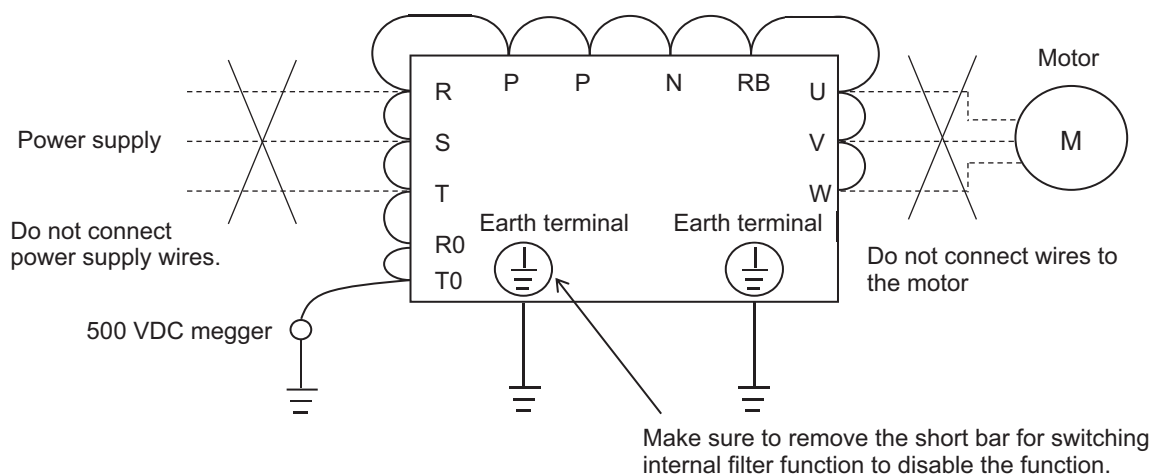 Motor
P P N RB
R
U
Power supply
S
V
M
T
W
Do not connect
power supply wires.
Earth terminal
Earth terminal
R0
T0
Do not connect wires to
the motor
500 VDC megger
Make sure to remove the short bar for switching
internal filter function to disable the function.